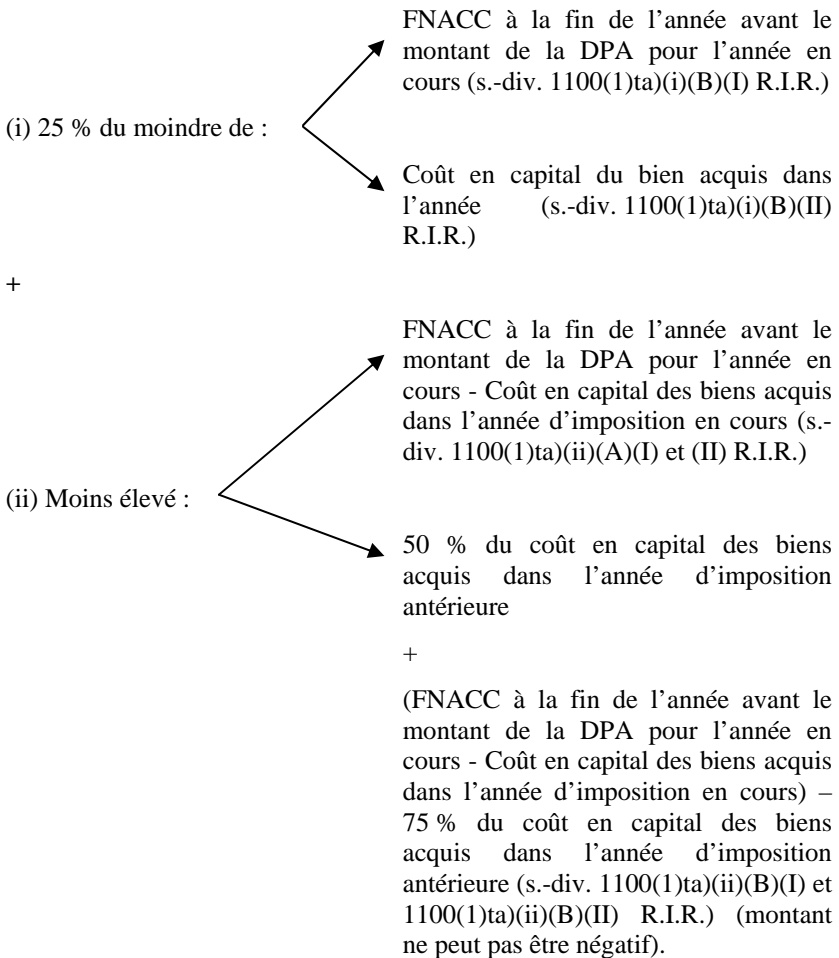 FNACC à la fin de l’année avant le
montant de la DPA pour l’année en
cours (s.-div. 1100(1)ta)(i)(B)(I) R.I.R.)
(i) 25 % du moindre de :
Coût en capital du bien acquis dans
l’année (s.-div. 1100(1)ta)(i)(B)(II)
R.I.R.)
+
FNACC à la fin de l’année avant le
montant de la DPA pour l’année en
cours - Coût en capital des biens acquis
dans l’année d’imposition en cours (s.-
div. 1100(1)ta)(ii)(A)(I) et (II) R.I.R.)
(ii) Moins élevé :
50 % du coût en capital des biens
acquis dans l’année d’imposition
antérieure
+
(FNACC à la fin de l’année avant le
montant de la DPA pour l’année en
cours - Coût en capital des biens acquis
dans l’année d’imposition en cours) –
75 % du coût en capital des biens
acquis dans l’année d’imposition
antérieure (s.-div. 1100(1)ta)(ii)(B)(I) et
1100(1)ta)(ii)(B)(II) R.I.R.) (montant
ne peut pas être négatif).